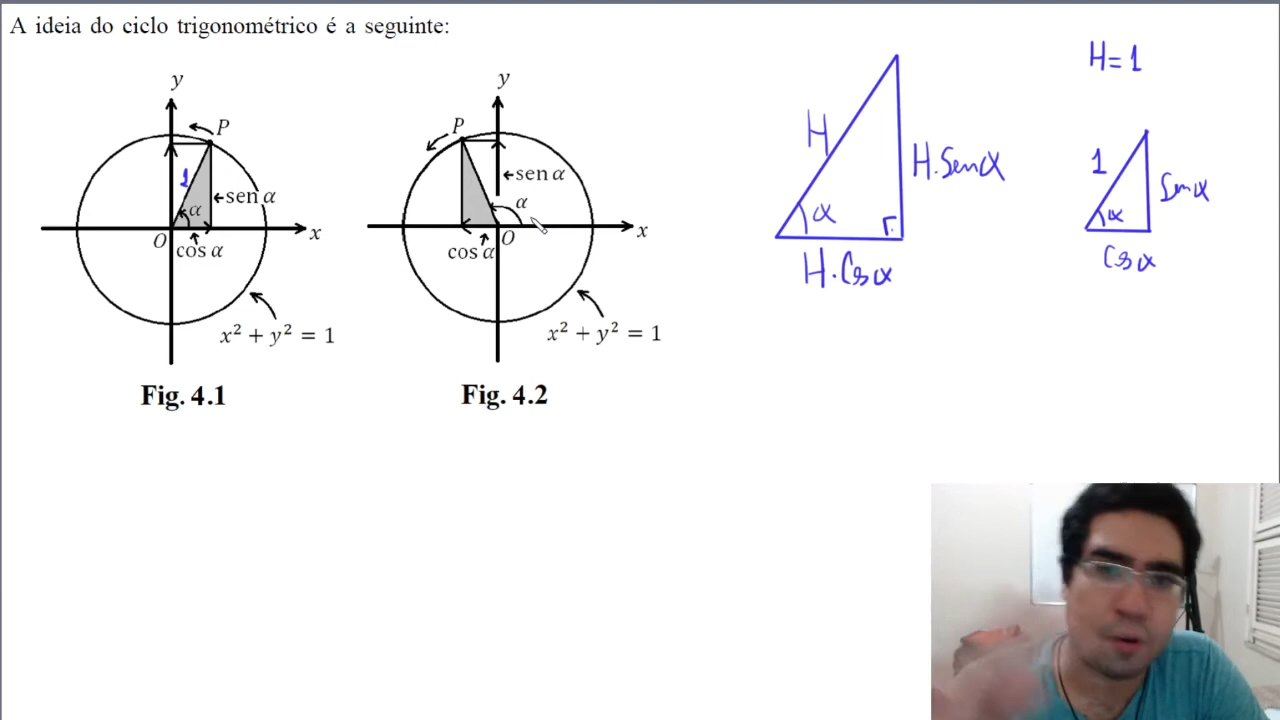 A ideia do ciclo trigonométrico é a seguinte:
y
P
1
α
sen α
O
cos α
x
x² + y² = 1
Fig. 4.1
y
P
sen α
α
cos α
O
x
x² + y² = 1
Fig. 4.2
H
H.Senα
α
H.Cosα
H=1
1
Senα
α
Cosα